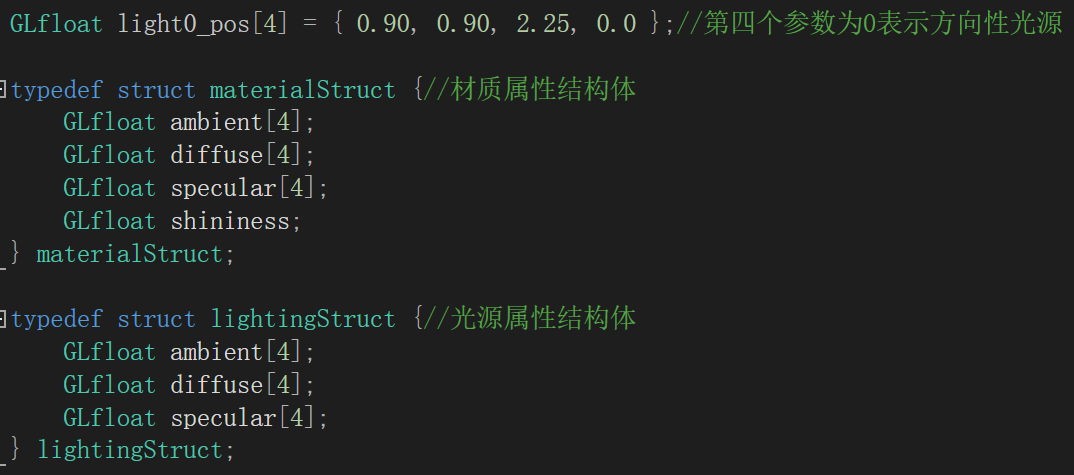 GLfloat light0_pos[4] = { 0.90, 0.90, 2.25, 0.0 };//第四个参数为0表示方向性光源
typedef struct materialStruct {//材质属性结构体
    GLfloat ambient[4];
    GLfloat diffuse[4];
    GLfloat specular[4];
    GLfloat shininess;
} materialStruct;
typedef struct lightingStruct {//光源属性结构体
    GLfloat ambient[4];
    GLfloat diffuse[4];
    GLfloat specular[4];
} lightingStruct;